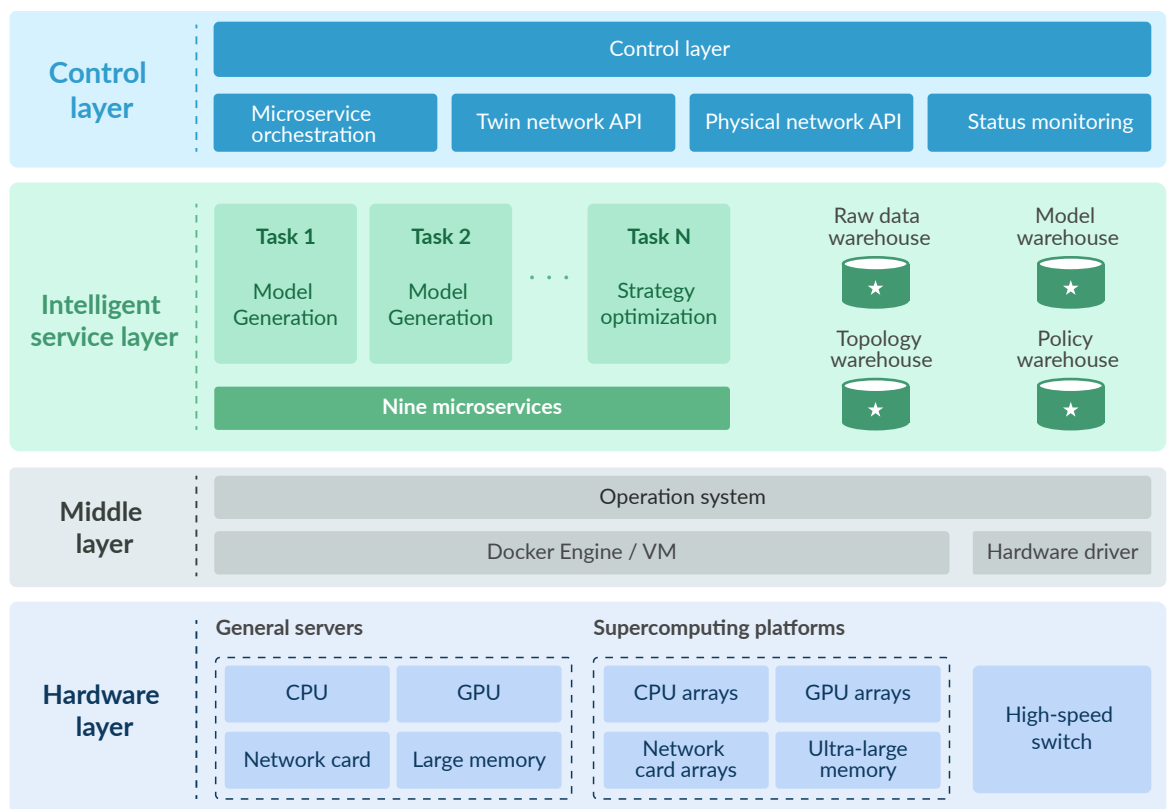 Control
layer
Control layer
Microservice
orchestration
Twin network API
Physical network API
Status monitoring
Intelligent
service layer
Task 1
Model
Generation
Task 2
Model
Generation
. . .
Task N
Strategy
optimization
Nine microservices
Raw data
warehouse
Model
warehouse
Topology
warehouse
Policy
warehouse
Middle
layer
Operation system
Docker Engine / VM
Hardware driver
Hardware
layer
General servers
CPU
GPU
Network card
Large memory
Supercomputing platforms
CPU arrays
GPU arrays
Network
card arrays
Ultra-large
memory
High-speed
switch